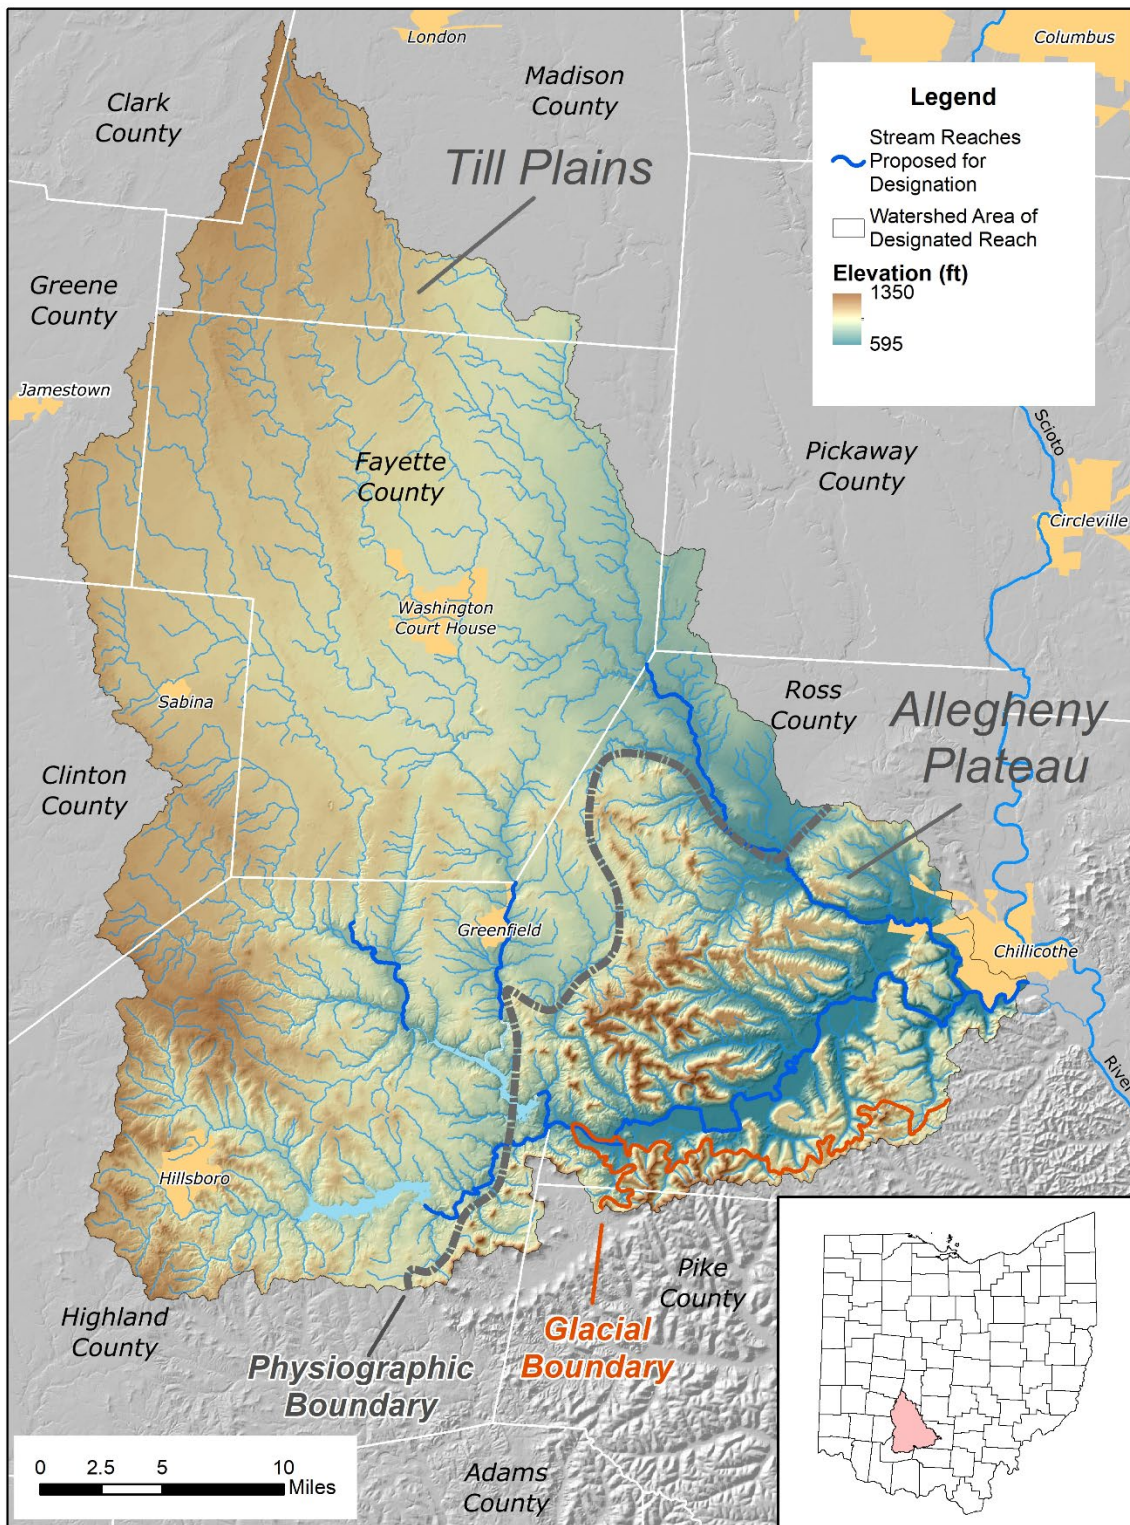 London
Columbus
Madison
County
Clark
County
Legend
Stream Reaches
Proposed for
Designation
Watershed Area of
Designated Reach
Elevation (ft)
1350
595
Till Plains
Greene
County
Jamestown
Scioto
Fayette
County
Pickaway
County
Circleville
Washington
Court House
Sabina
Ross
County
Allegheny
Plateau
Clinton
County
Greenfield
Chillicothe
River
Hillsboro
Pike
County
Highland
County
Glacial
Boundary
Physiographic
Boundary
Adams
County
0 2.5 5 10
Miles